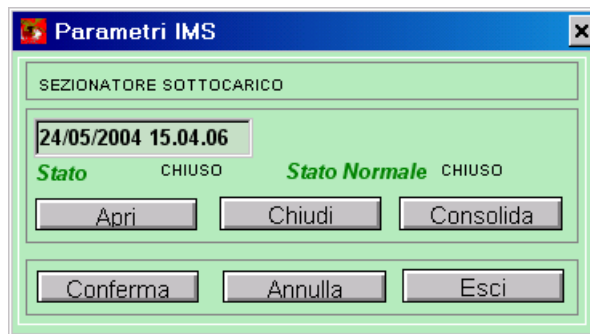 Parametri IMS
SEZIONATORE SOTTOCARICO
24/05/2004 15.04.06
Stato CHIUSO Stato Normale CHIUSO
Apri Chiudi Consolida
Conferma Annulla Esci